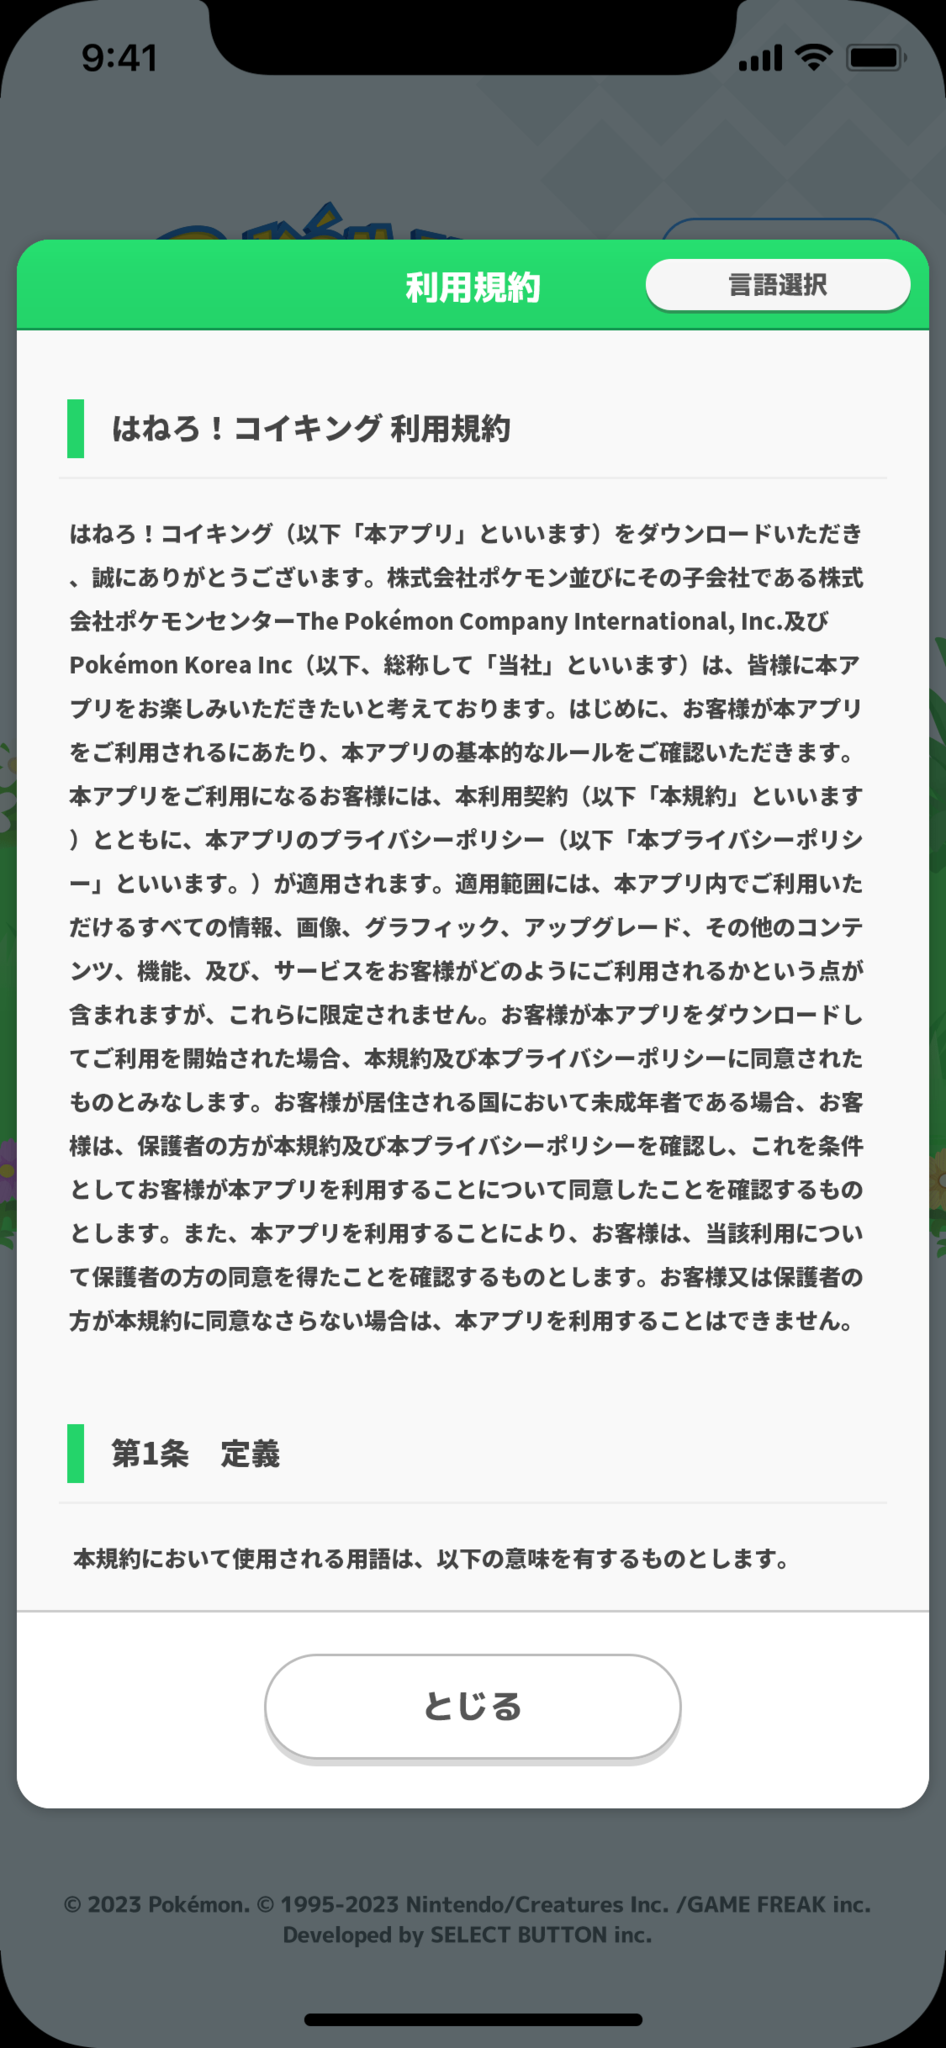 9:41
利用規約
言語選択
はねろ！コイキング 利用規約
はねろ！コイキング（以下「本アプリ」といいます）をダウンロードいただき
、誠にありがとうございます。株式会社ポケモン並びにその子会社である株式
会社ポケモンセンターThe Pokémon Company International, Inc.及び
Pokémon Korea Inc（以下、総称して「当社」といいます）は、皆様に本ア
プリをお楽しみいただきたいと考えております。はじめに、お客様が本アプリ
をご利用されるにあたり、本アプリの基本的なルールをご確認いただきます。
本アプリをご利用になるお客様には、本利用契約（以下「本規約」といいます
）とともに、本アプリのプライバシーポリシー（以下「本プライバシーポリシ
ー」といいます。）が適用されます。適用範囲には、本アプリ内でご利用いた
だけるすべての情報、画像、グラフィック、アップグレード、その他のコンテ
ンツ、機能、及び、サービスをお客様がどのようにご利用されるかという点が
含まれますが、これらに限定されません。お客様が本アプリをダウンロードし
てご利用を開始された場合、本規約及び本プライバシーポリシーに同意された
ものとみなします。お客様が居住される国において未成年者である場合、お客
様は、保護者の方が本規約及び本プライバシーポリシーを確認し、これを条件
としてお客様が本アプリを利用することについて同意したことを確認するもの
とします。また、本アプリを利用することにより、お客様は、当該利用につい
て保護者の方の同意を得たことを確認するものとします。お客様又は保護者の
方が本規約に同意なさらない場合は、本アプリを利用することはできません。
第1条　定義
本規約において使用される用語は、以下の意味を有するものとします。
とじる
© 2023 Pokémon. © 1995-2023 Nintendo/Creatures Inc. /GAME FREAK inc.
Developed by SELECT BUTTON inc.